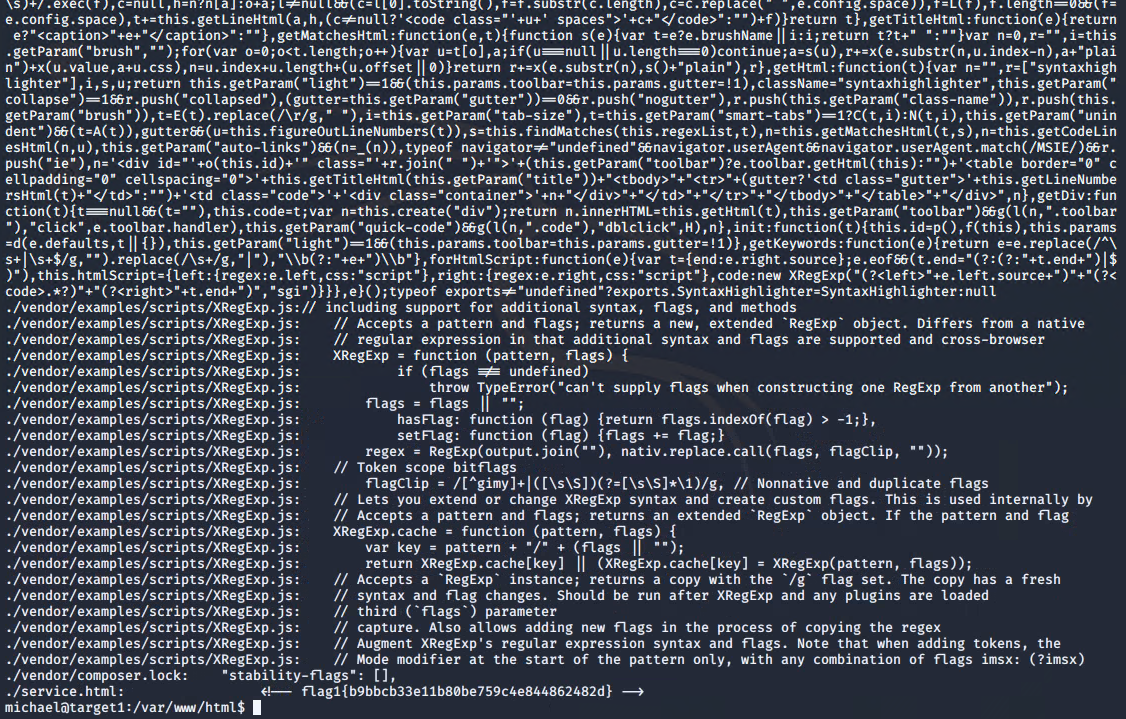 \s)+/.exec(f),c=null,h=n?n[a]:o+a;l≠null&&(c=l[0].toString(),f=f.substr(c.length),c=c.replace(" ",e.config.space)),f=L(f),f.length==0&&(f=
e.config.space),t+=this.getLineHtml(a,h,(c≠null?'<code class="'+u+' spaces">'+c+"</code>":"")+f)}return t},getTitleHtml:function(e){return
 e?"<caption>"+e+"</caption>":""},getMatchesHtml:function(e,t){function s(e){var t=e?e.brushName||i:i;return t?t+" ":""}var n=0,r="",i=this
.getParam("brush","");for(var o=0;o<t.length;o++){var u=t[o],a;if(u===null||u.length===0)continue;a=s(u),r+=x(e.substr(n,u.index-n),a+"plai
n")+x(u.value,a+u.css),n=u.index+u.length+(u.offset||0)}return r+=x(e.substr(n),s()+"plain"),r},getHtml:function(t){var n="",r=["syntaxhigh
lighter"],i,s,u;return this.getParam("light")==1&&(this.params.toolbar=this.params.gutter=!1),className="syntaxhighlighter",this.getParam("
collapse")==1&&r.push("collapsed"),(gutter=this.getParam("gutter"))==0&&r.push("nogutter"),r.push(this.getParam("class-name")),r.push(this.
getParam("brush")),t=E(t).replace(/\r/g," "),i=this.getParam("tab-size"),t=this.getParam("smart-tabs")==1?C(t,i):N(t,i),this.getParam("unin
dent")&&(t=A(t)),gutter&&(u=this.figureOutLineNumbers(t)),s=this.findMatches(this.regexList,t),n=this.getMatchesHtml(t,s),n=this.getCodeLin
esHtml(n,u),this.getParam("auto-links")&&(n=_(n)),typeof navigator≠"undefined"&&navigator.userAgent&&navigator.userAgent.match(/MSIE/)&&r.
push("ie"),n='<div id="'+o(this.id)+'" class="'+r.join(" ")+'">'+(this.getParam("toolbar")?e.toolbar.getHtml(this):"")+'<table border="0" c
ellpadding="0" cellspacing="0">'+this.getTitleHtml(this.getParam("title"))+"<tbody>"+"<tr>"+(gutter?'<td class="gutter">'+this.getLineNumbe
rsHtml(t)+"</td>":"")+'<td class="code">'+'<div class="container">'+n+"</div>"+"</td>"+"</tr>"+"</tbody>"+"</table>"+"</div>",n},getDiv:fun
ction(t){t===null&&(t=""),this.code=t;var n=this.create("div");return n.innerHTML=this.getHtml(t),this.getParam("toolbar")&&g(l(n,".toolbar
"),"click",e.toolbar.handler),this.getParam("quick-code")&&g(l(n,".code"),"dblclick",H),n},init:function(t){this.id=p(),f(this),this.params
=d(e.defaults,t||{}),this.getParam("light")==1&&(this.params.toolbar=this.params.gutter=!1)},getKeywords:function(e){return e=e.replace(/^\
s+|\s+$/g,"").replace(/\s+/g,"|"),"\\b(?:"+e+")\\b"},forHtmlScript:function(e){var t={end:e.right.source};e.eof&&(t.end="(?:(?:"+t.end+")|$
)"),this.htmlScript={left:{regex:e.left,css:"script"},right:{regex:e.right,css:"script"},code:new XRegExp("(?<left>"+e.left.source+")"+"(?<
code>.*?)"+"(?<right>"+t.end+")","sgi")}}},e}();typeof exports≠"undefined"?exports.SyntaxHighlighter=SyntaxHighlighter:null
./vendor/examples/scripts/XRegExp.js:// including support for additional syntax, flags, and methods
./vendor/examples/scripts/XRegExp.js:    // Accepts a pattern and flags; returns a new, extended `RegExp` object. Differs from a native
./vendor/examples/scripts/XRegExp.js:    // regular expression in that additional syntax and flags are supported and cross-browser
./vendor/examples/scripts/XRegExp.js:    XRegExp = function (pattern, flags) {
./vendor/examples/scripts/XRegExp.js:            if (flags !== undefined)
./vendor/examples/scripts/XRegExp.js:                throw TypeError("can't supply flags when constructing one RegExp from another");
./vendor/examples/scripts/XRegExp.js:        flags = flags || "";
./vendor/examples/scripts/XRegExp.js:            hasFlag: function (flag) {return flags.indexOf(flag) > -1;},
./vendor/examples/scripts/XRegExp.js:            setFlag: function (flag) {flags += flag;}
./vendor/examples/scripts/XRegExp.js:        regex = RegExp(output.join(""), nativ.replace.call(flags, flagClip, ""));
./vendor/examples/scripts/XRegExp.js:    // Token scope bitflags
./vendor/examples/scripts/XRegExp.js:        flagClip = /[^gimy]+|([\s\S])(?=[\s\S]*\1)/g, // Nonnative and duplicate flags
./vendor/examples/scripts/XRegExp.js:    // Lets you extend or change XRegExp syntax and create custom flags. This is used internally by
./vendor/examples/scripts/XRegExp.js:    // Accepts a pattern and flags; returns an extended `RegExp` object. If the pattern and flag
./vendor/examples/scripts/XRegExp.js:    XRegExp.cache = function (pattern, flags) {
./vendor/examples/scripts/XRegExp.js:        var key = pattern + "/" + (flags || "");
./vendor/examples/scripts/XRegExp.js:        return XRegExp.cache[key] || (XRegExp.cache[key] = XRegExp(pattern, flags));
./vendor/examples/scripts/XRegExp.js:    // Accepts a `RegExp` instance; returns a copy with the `/g` flag set. The copy has a fresh
./vendor/examples/scripts/XRegExp.js:    // syntax and flag changes. Should be run after XRegExp and any plugins are loaded
./vendor/examples/scripts/XRegExp.js:    // third (`flags`) parameter
./vendor/examples/scripts/XRegExp.js:    // capture. Also allows adding new flags in the process of copying the regex
./vendor/examples/scripts/XRegExp.js:    // Augment XRegExp's regular expression syntax and flags. Note that when adding tokens, the
./vendor/examples/scripts/XRegExp.js:    // Mode modifier at the start of the pattern only, with any combination of flags imsx: (?imsx)
./vendor/composer.lock:    "stability-flags": [],
./service.html:                 <!-- flag1{b9bbcb33e11b80be759c4e844862482d} -->
michael@target1:/var/www/html$